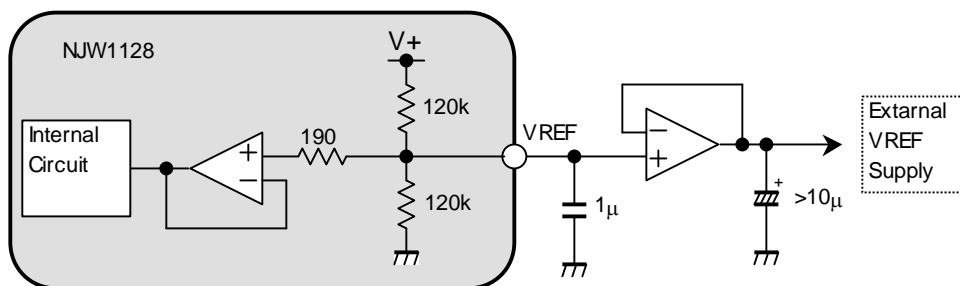 NJW1128
V+
120k
Internal
Circuit
190
+
−
120k
VREF
1μ
−
+
+
>10μ
Extarnal
VREF
Supply